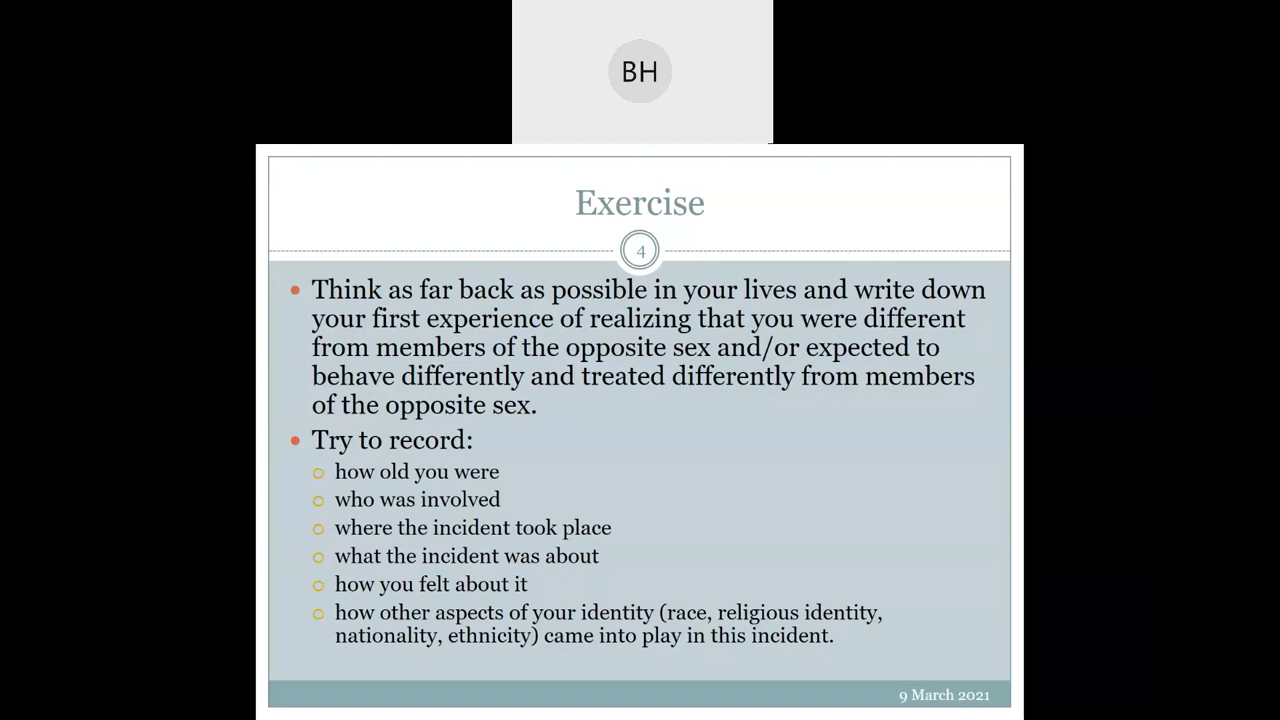 BH
Exercise
4
Think as far back as possible in your lives and write down
your first experience of realizing that you were different
from members of the opposite sex and/or expected to
behave differently and treated differently from members
of the opposite sex.
Try to record:
how old you were
who was involved
where the incident took place
what the incident was about
how you felt about it
how other aspects of your identity (race, religious identity,
nationality, ethnicity) came into play in this incident.
9 March 2021